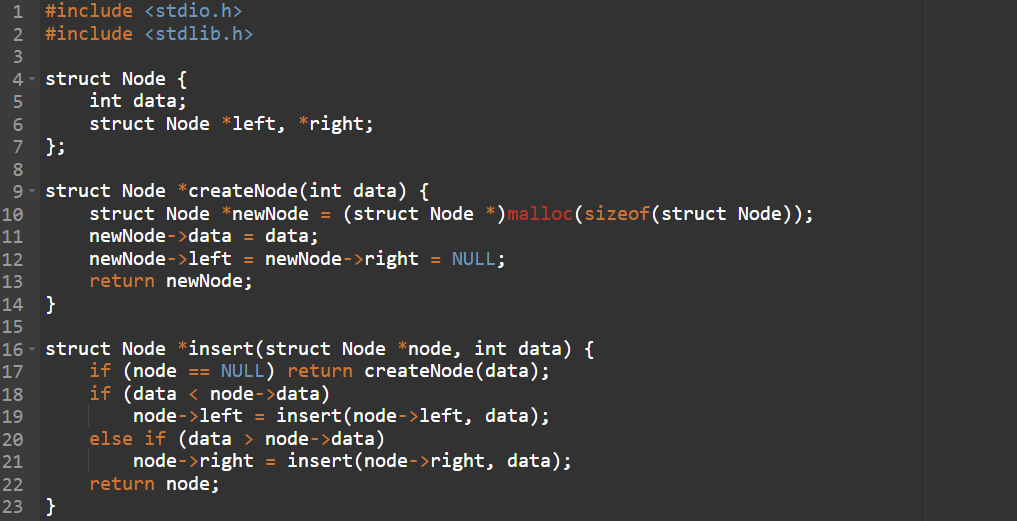 1 #include <stdio.h>
2 #include <stdlib.h>
3
4 struct Node {
5     int data;
6     struct Node *left, *right;
7 };
8
9 struct Node *createNode(int data) {
10     struct Node *newNode = (struct Node *)malloc(sizeof(struct Node));
11     newNode->data = data;
12     newNode->left = newNode->right = NULL;
13     return newNode;
14 }
15
16 struct Node *insert(struct Node *node, int data) {
17     if (node == NULL) return createNode(data);
18     if (data < node->data)
19         node->left = insert(node->left, data);
20     else if (data > node->data)
21         node->right = insert(node->right, data);
22     return node;
23 }